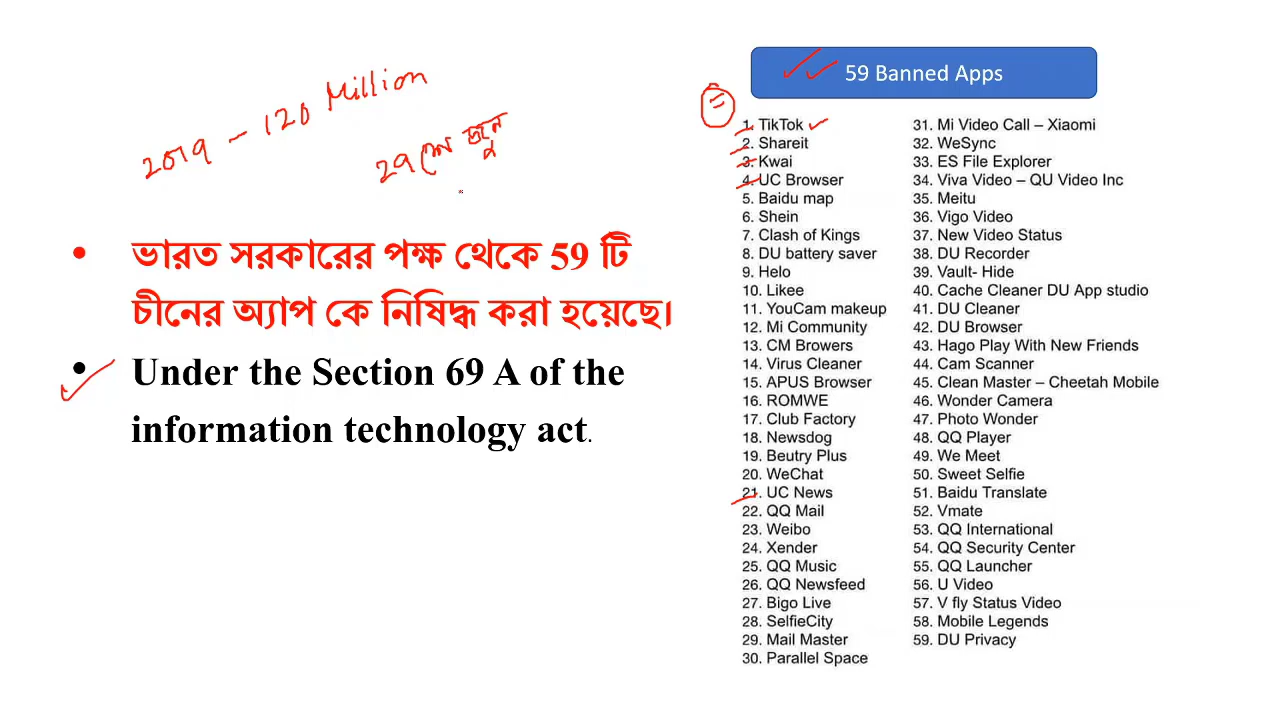 2019 - 120 Million
29 শে জুন
• ভারত সরকারের পক্ষ থেকে 59 টি
চীনের অ্যাপ কে নিষিদ্ধ করা হয়েছে।
• Under the Section 69 A of the
information technology act.
59 Banned Apps
1. TikTok
2. Shareit
3. Kwai
4. UC Browser
5. Baidu map
6. Shein
7. Clash of Kings
8. DU battery saver
9. Helo
10. Likee
11. YouCam makeup
12. Mi Community
13. CM Browers
14. Virus Cleaner
15. APUS Browser
16. ROMWE
17. Club Factory
18. Newsdog
19. Beutry Plus
20. WeChat
21. UC News
22. QQ Mail
23. Weibo
24. Xender
25. QQ Music
26. QQ Newsfeed
27. Bigo Live
28. SelfieCity
29. Mail Master
30. Parallel Space
31. Mi Video Call – Xiaomi
32. WeSync
33. ES File Explorer
34. Viva Video – QU Video Inc
35. Meitu
36. Vigo Video
37. New Video Status
38. DU Recorder
39. Vault- Hide
40. Cache Cleaner DU App studio
41. DU Cleaner
42. DU Browser
43. Hago Play With New Friends
44. Cam Scanner
45. Clean Master – Cheetah Mobile
46. Wonder Camera
47. Photo Wonder
48. QQ Player
49. We Meet
50. Sweet Selfie
51. Baidu Translate
52. Vmate
53. QQ International
54. QQ Security Center
55. QQ Launcher
56. U Video
57. V fly Status Video
58. Mobile Legends
59. DU Privacy